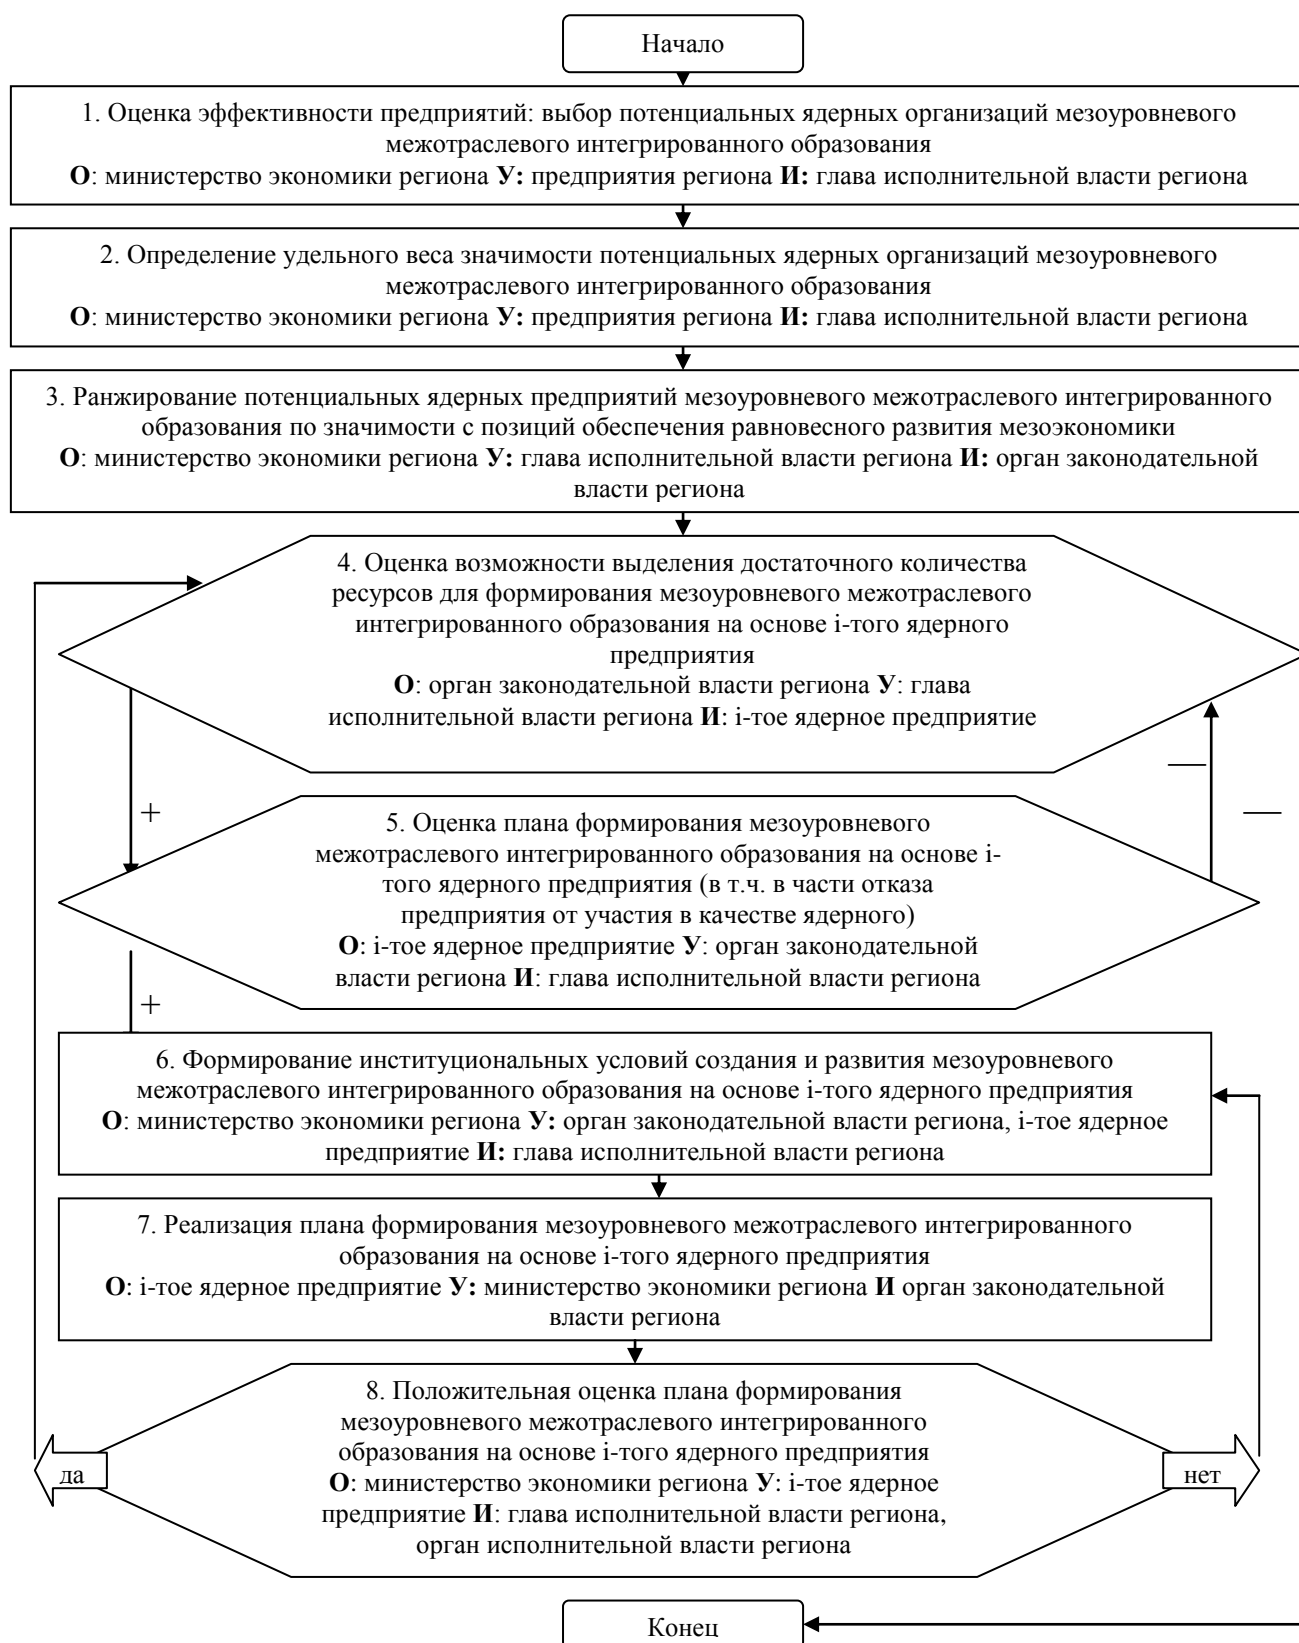 Начало
1. Оценка эффективности предприятий: выбор потенциальных ядерных организаций мезоуровневого
межотраслевого интегрированного образования
О: министерство экономики региона У: предприятия региона И: глава исполнительной власти региона
2. Определение удельного веса значимости потенциальных ядерных организаций мезоуровневого
межотраслевого интегрированного образования
О: министерство экономики региона У: предприятия региона И: глава исполнительной власти региона
3. Ранжирование потенциальных ядерных предприятий мезоуровневого межотраслевого интегрированного
образования по значимости с позиций обеспечения равновесного развития мезоэкономики
О: министерство экономики региона У: глава исполнительной власти региона И: орган законодательной
власти региона
4. Оценка возможности выделения достаточного количества
ресурсов для формирования мезоуровневого межотраслевого
интегрированного образования на основе i-того ядерного
предприятия
О: орган законодательной власти региона У: глава
исполнительной власти региона И: i-тое ядерное предприятие
—
+
—
5. Оценка плана формирования мезоуровневого
межотраслевого интегрированного образования на основе i-
того ядерного предприятия (в т.ч. в части отказа
предприятия от участия в качестве ядерного)
О: i-тое ядерное предприятие У: орган законодательной
власти региона И: глава исполнительной власти региона
+
6. Формирование институциональных условий создания и развития мезоуровневого
межотраслевого интегрированного образования на основе i-того ядерного предприятия
О: министерство экономики региона У: орган законодательной власти региона, i-тое ядерное
предприятие И: глава исполнительной власти региона
7. Реализация плана формирования мезоуровневого межотраслевого интегрированного
образования на основе i-того ядерного предприятия
О: i-тое ядерное предприятие У: министерство экономики региона И орган законодательной
власти региона
8. Положительная оценка плана формирования
мезоуровневого межотраслевого интегрированного
образования на основе i-того ядерного предприятия
О: министерство экономики региона У: i-тое ядерное
предприятие И: глава исполнительной власти региона,
орган исполнительной власти региона
да
нет
Конец